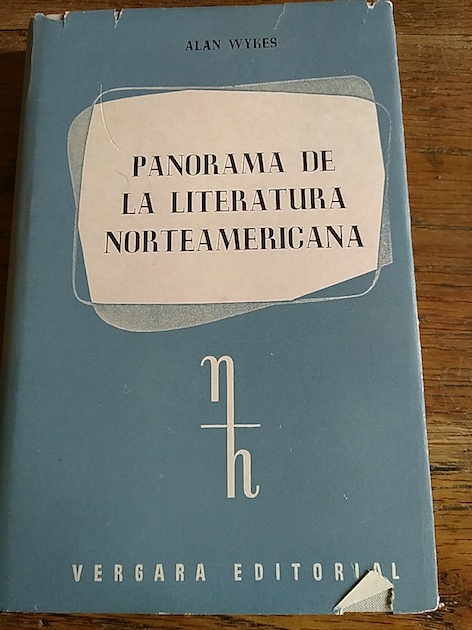 ALAN WYKES
PANORAMA DE
LA LITERATURA
NORTEAMERICANA
n
h
VERGARA EDITORIAL